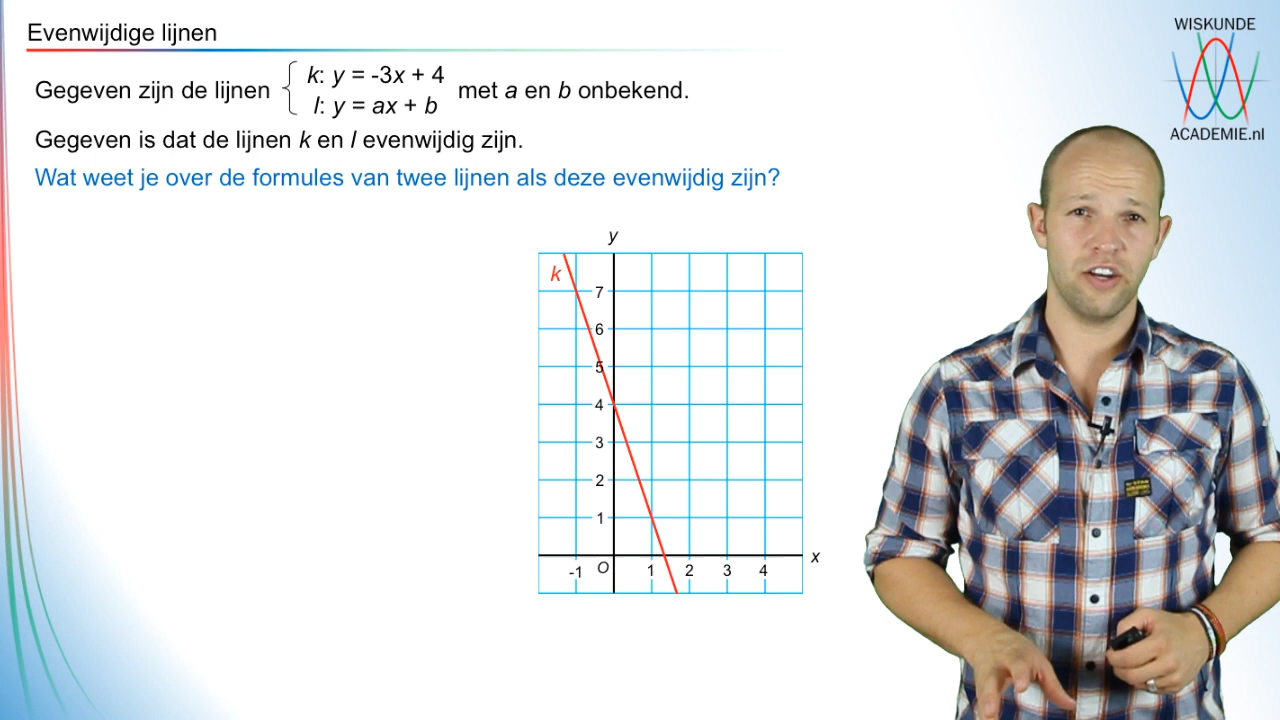 Evenwijdige lijnen
WISKUNDE
ACADEMIE.nl
Gegeven zijn de lijnen { k: y = -3x + 4 met a en b onbekend.
l: y = ax + b
Gegeven is dat de lijnen k en l evenwijdig zijn.
Wat weet je over de formules van twee lijnen als deze evenwijdig zijn?
y
k
7
6
5
4
3
2
1
x
-1 O 1 2 3 4